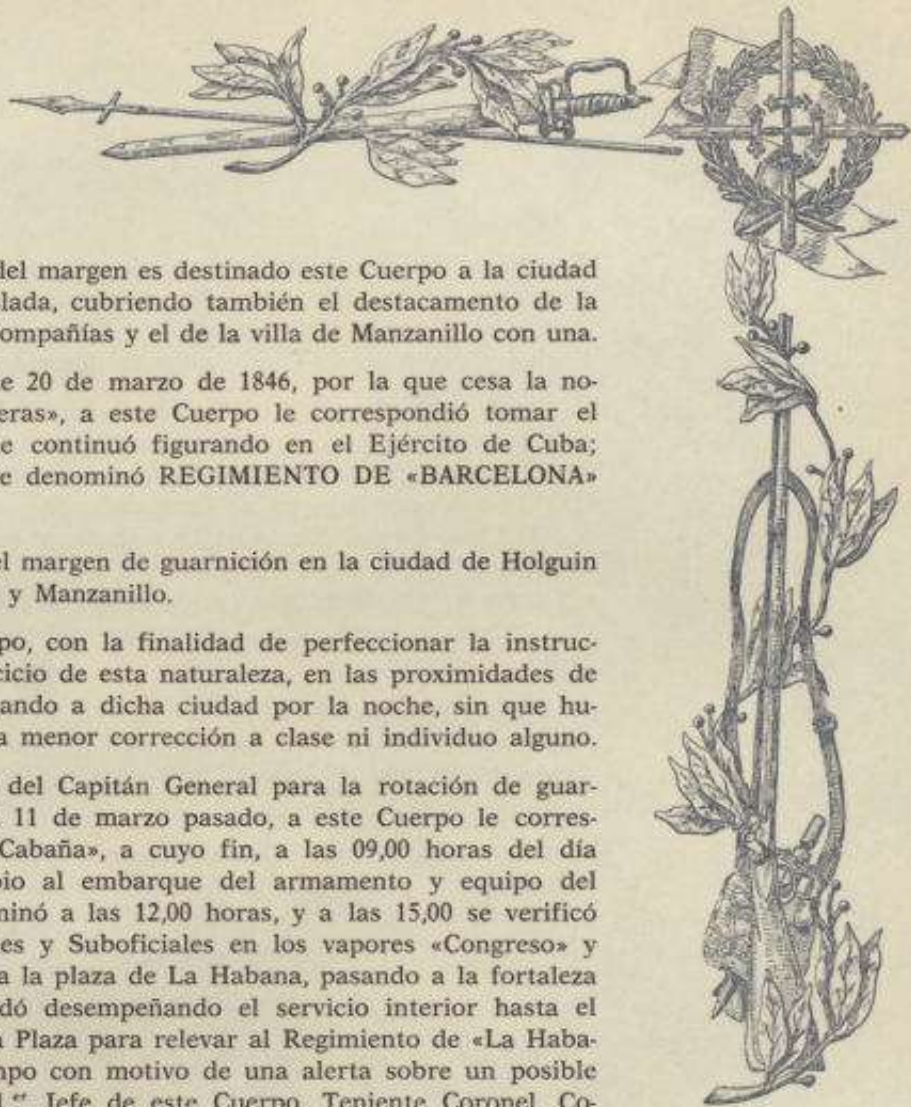 del margen es destinado este Cuerpo a la ciudad
lada, cubriendo también el destacamento de la
ompañías y el de la villa de Manzanillo con una.
e 20 de marzo de 1846, por la que cesa la no-
eras», a este Cuerpo le correspondió tomar el
e continuó figurando en el Ejército de Cuba;
e denominó REGIMIENTO DE «BARCELONA»
el margen de guarnición en la ciudad de Holguin
y Manzanillo.
po, con la finalidad de perfeccionar la instruc-
cicio de esta naturaleza, en las proximidades de
ando a dicha ciudad por la noche, sin que hu-
a menor corrección a clase ni individuo alguno.
del Capitán General para la rotación de guar-
11 de marzo pasado, a este Cuerpo le corres-
Cabaña», a cuyo fin, a las 09,00 horas del día
pio al embarque del armamento y equipo del
minó a las 12,00 horas, y a las 15,00 se verificó
es y Suboficiales en los vapores «Congreso» y
a la plaza de La Habana, pasando a la fortaleza
dó desempeñando el servicio interior hasta el
a Plaza para relevar al Regimiento de «La Haba-
mpo con motivo de una alerta sobre un posible
1.er Jefe de este Cuerpo, Teniente Coronel, Co-